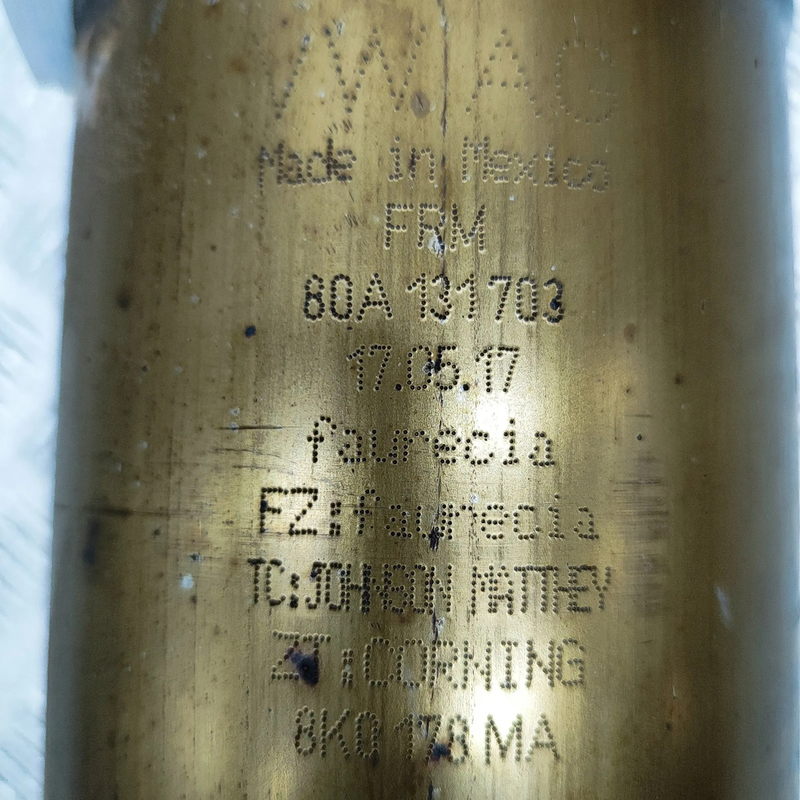 VW AG
Made in Mexico
FRM
80A 131 703
17.05.17
faurecia
EZ:faurecia
TC:JOHNSON MATTHEY
ZT:CORNING
8K0 178 MA